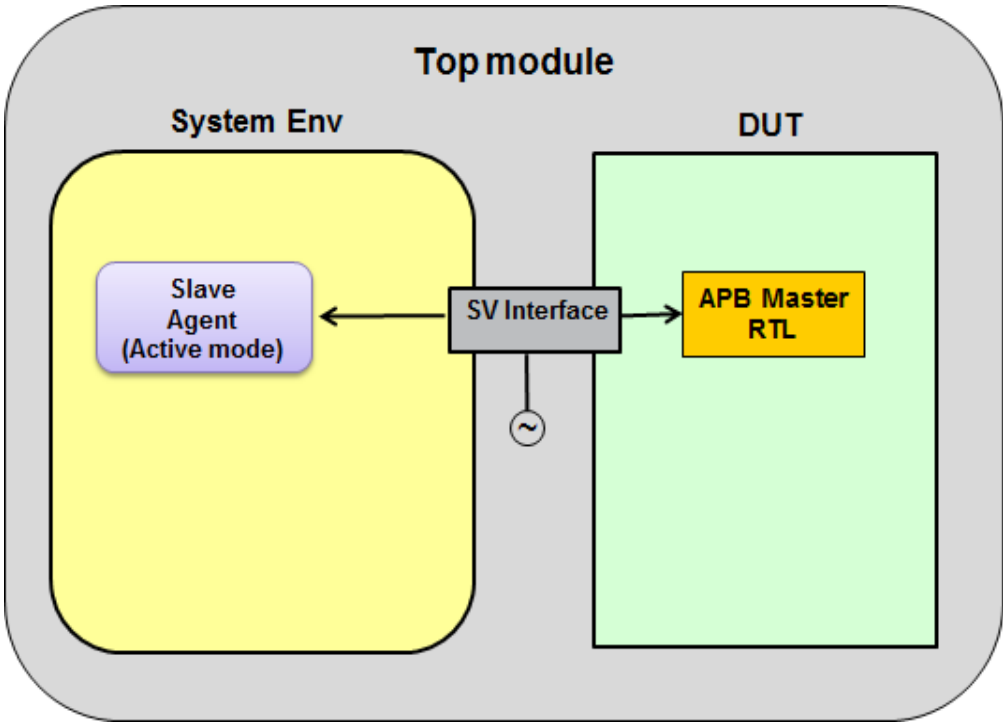 Top module
System Env
DUT
Slave
Agent
(Active mode)
SV Interface
APB Master
RTL
~